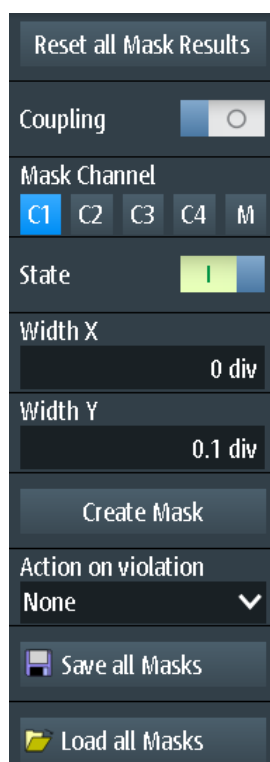 Reset all Mask Results
Coupling
Mask Channel
C1 C2 C3 C4 M
State
Width X
0 div
Width Y
0.1 div
Create Mask
Action on violation
None
Save all Masks
Load all Masks